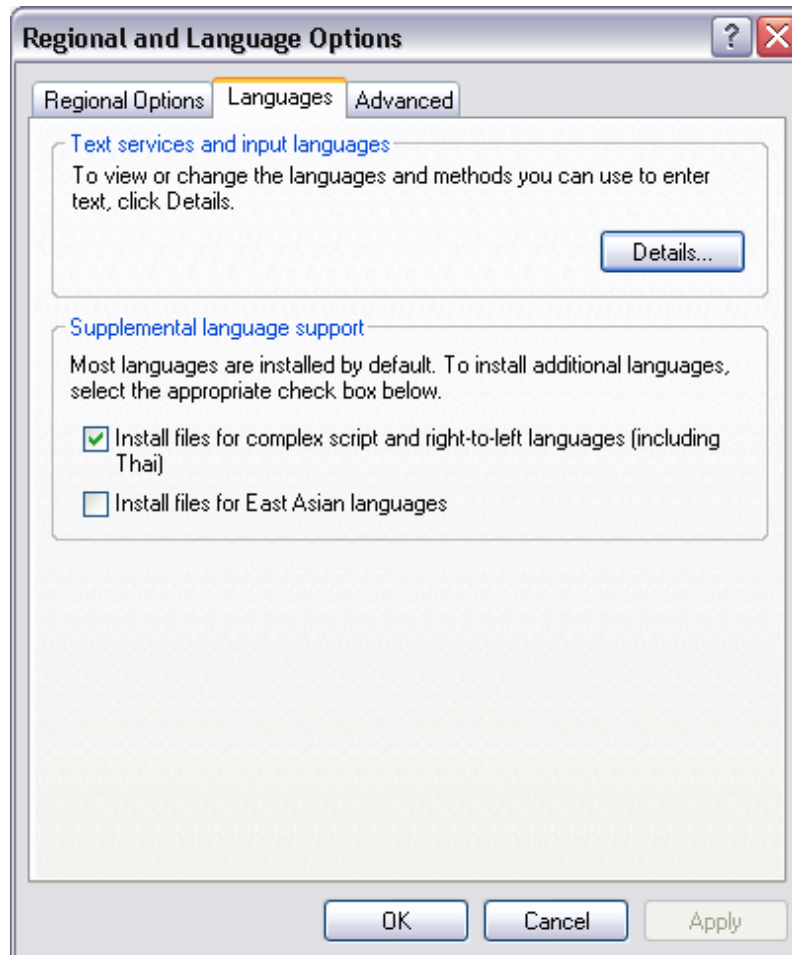 Regional and Language Options
Regional Options Languages Advanced
Text services and input languages
To view or change the languages and methods you can use to enter
text, click Details.
Details...
Supplemental language support
Most languages are installed by default. To install additional languages,
select the appropriate check box below.
Install files for complex script and right-to-left languages (including
Thai)
Install files for East Asian languages
OK Cancel Apply